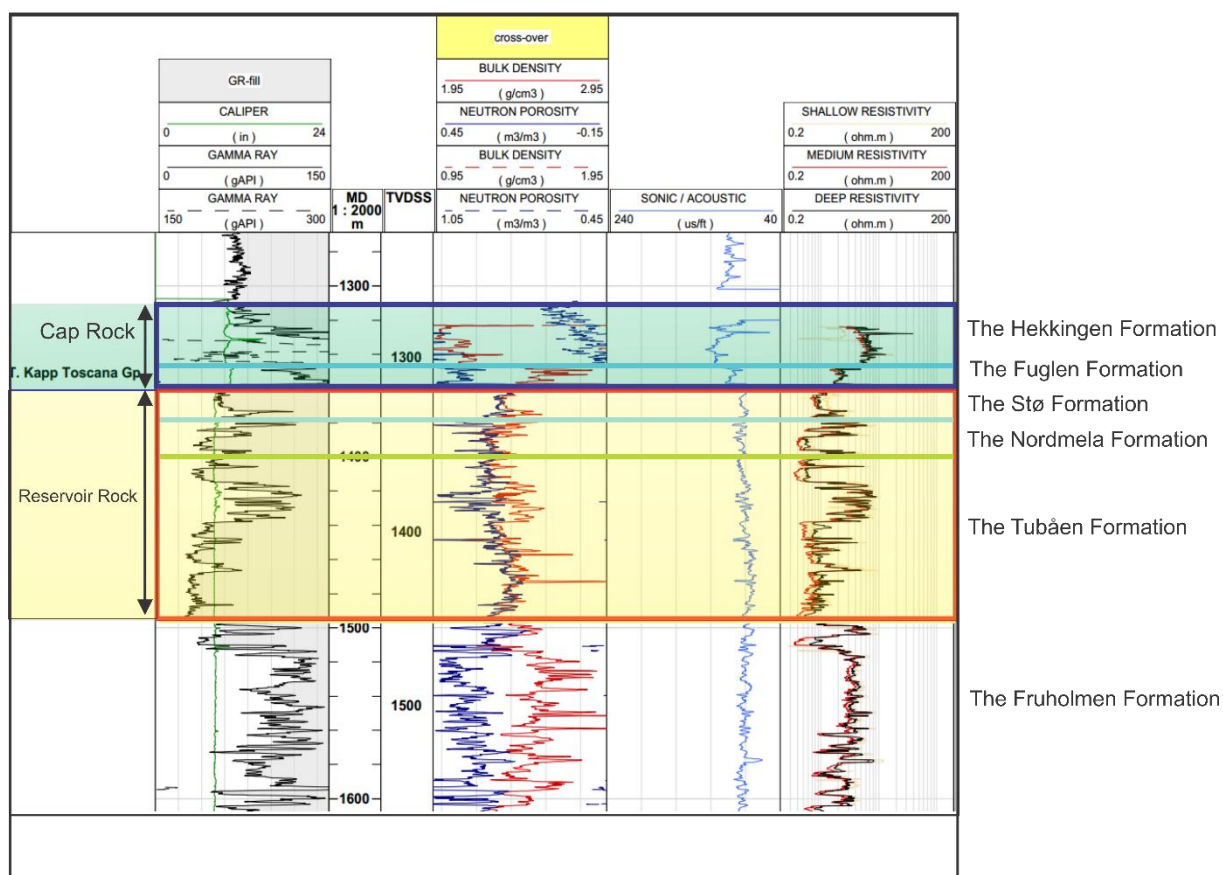 cross-over
GR-fill
BULK DENSITY
1.95 ( g/cm3 ) 2.95
CALIPER
0 ( in ) 24
NEUTRON POROSITY
0.45 ( m3/m3 ) -0.15
SHALLOW RESISTIVITY
0.2 ( ohm.m ) 200
GAMMA RAY
0 ( gAPI ) 150
BULK DENSITY
0.95 ( g/cm3 ) 1.95
MEDIUM RESISTIVITY
0.2 ( ohm.m ) 200
GAMMA RAY
150 ( gAPI ) 300
MD
1 : 2000
m
TVDSS
NEUTRON POROSITY
1.05 ( m3/m3 ) 0.45
SONIC / ACOUSTIC
240 ( us/ft ) 40
DEEP RESISTIVITY
0.2 ( ohm.m ) 200
1300
Cap Rock
The Hekkingen Formation
1300
T. Kapp Toscana Gp
The Fuglen Formation
The Stø Formation
The Nordmela Formation
1400
Reservoir Rock
1400
The Tubåen Formation
1500
The Fruholmen Formation
1500
1600